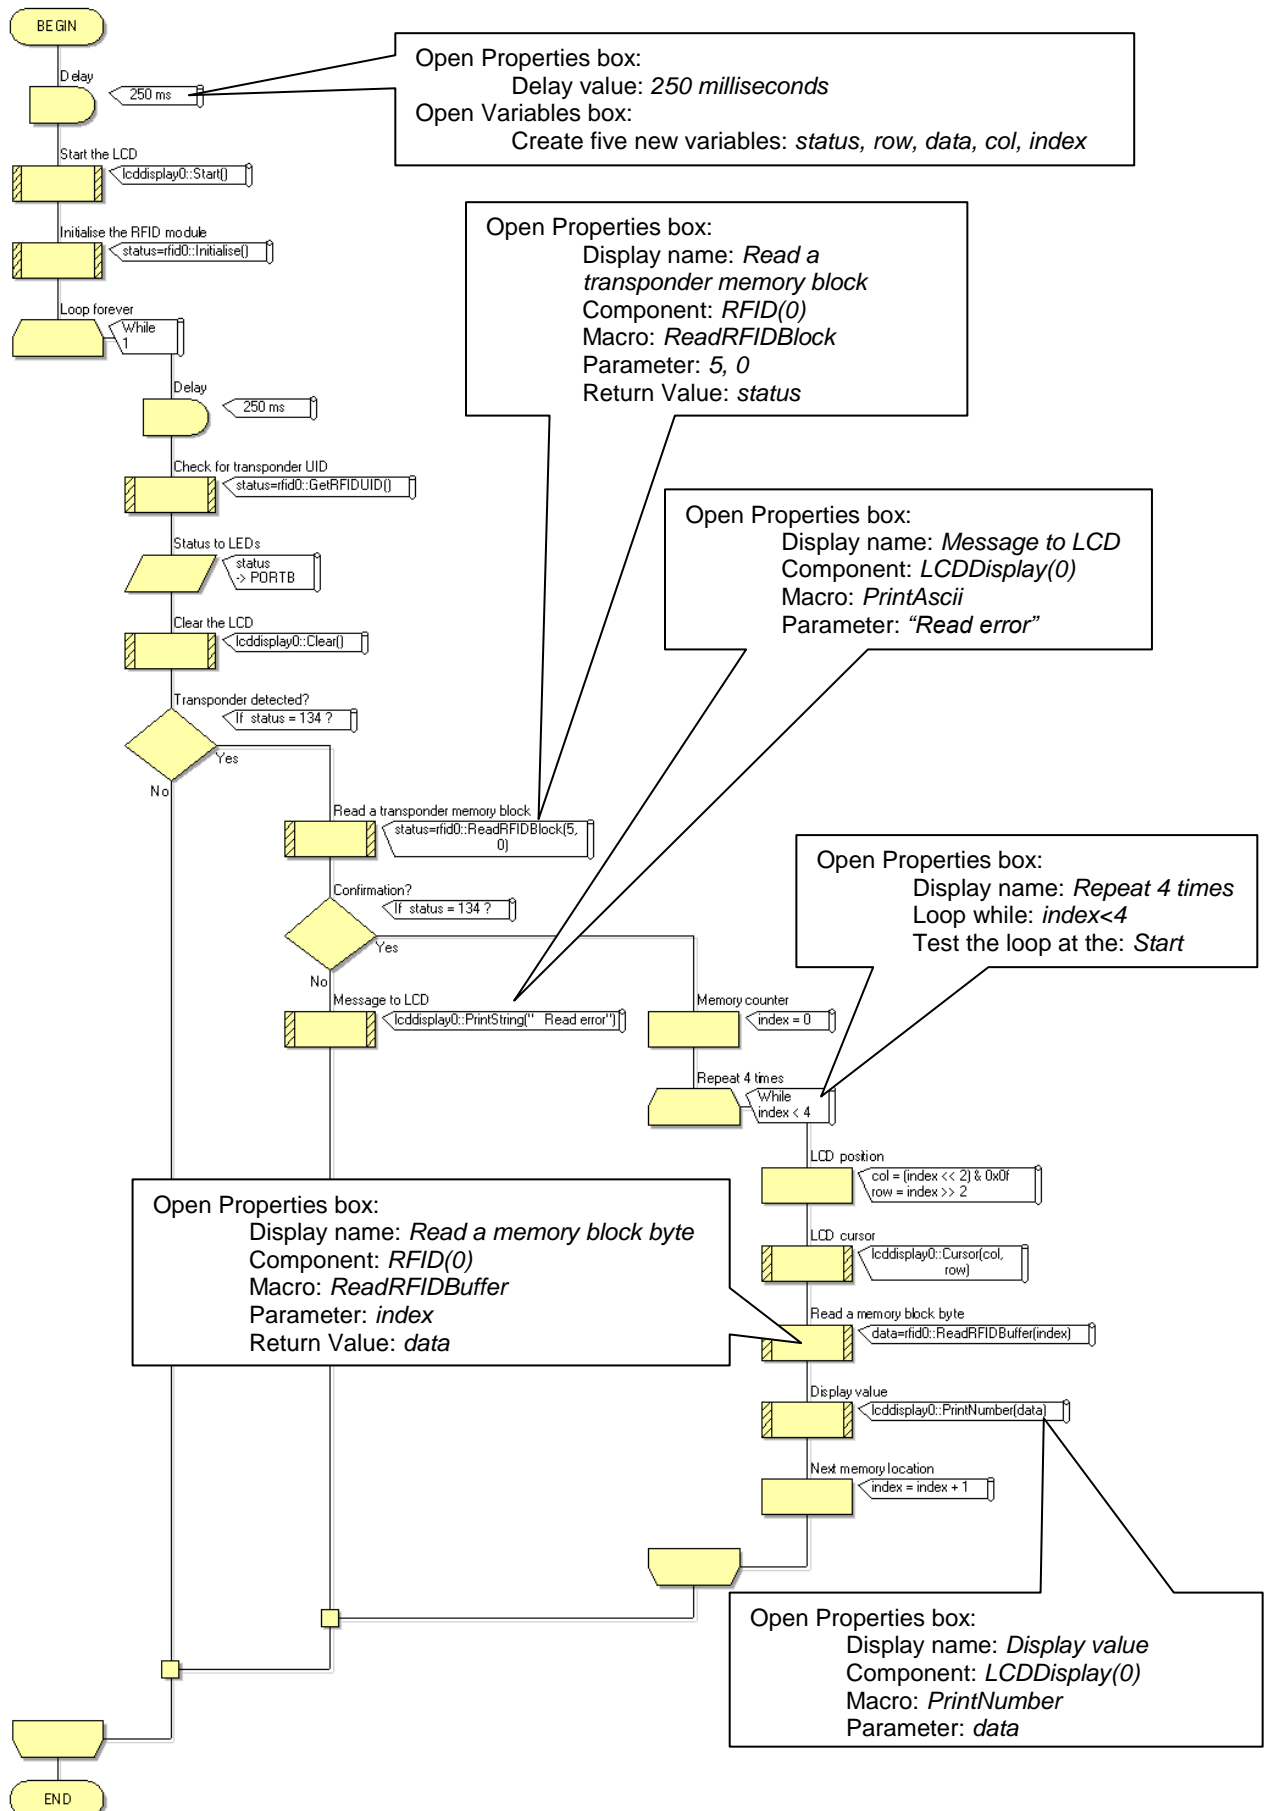 BEGIN
Delay
250 ms
Open Properties box:
Delay value: 250 milliseconds
Open Variables box:
Create five new variables: status, row, data, col, index
Start the LCD
lcddisplay0::Start()
Initialise the RFID module
status=rfid0::Initialise()
Loop forever
While
1
Open Properties box:
Display name: Read a
transponder memory block
Component: RFID(0)
Macro: ReadRFIDBlock
Parameter: 5, 0
Return Value: status
Delay
250 ms
Check for transponder UID
status=rfid0::GetRFIDUID()
Status to LEDs
status
-> PORTB
Clear the LCD
lcddisplay0::Clear()
Open Properties box:
Display name: Message to LCD
Component: LCDDisplay(0)
Macro: PrintAscii
Parameter: “Read error”
Transponder detected?
If status = 134 ?
Yes
No
Read a transponder memory block
status=rfid0::ReadRFIDBlock(5,
0)
Confirmation?
If status = 134 ?
Yes
No
Open Properties box:
Display name: Repeat 4 times
Loop while: index<4
Test the loop at the: Start
Message to LCD
lcddisplay0::PrintString("   Read error")
Memory counter
index = 0
Repeat 4 times
While
index < 4
LCD position
col = (index << 2) & 0x0f
row = index >> 2
LCD cursor
lcddisplay0::Cursor(col,
row)
Open Properties box:
Display name: Read a memory block byte
Component: RFID(0)
Macro: ReadRFIDBuffer
Parameter: index
Return Value: data
Read a memory block byte
data=rfid0::ReadRFIDBuffer(index)
Display value
lcddisplay0::PrintNumber(data)
Next memory location
index = index + 1
Open Properties box:
Display name: Display value
Component: LCDDisplay(0)
Macro: PrintNumber
Parameter: data
END